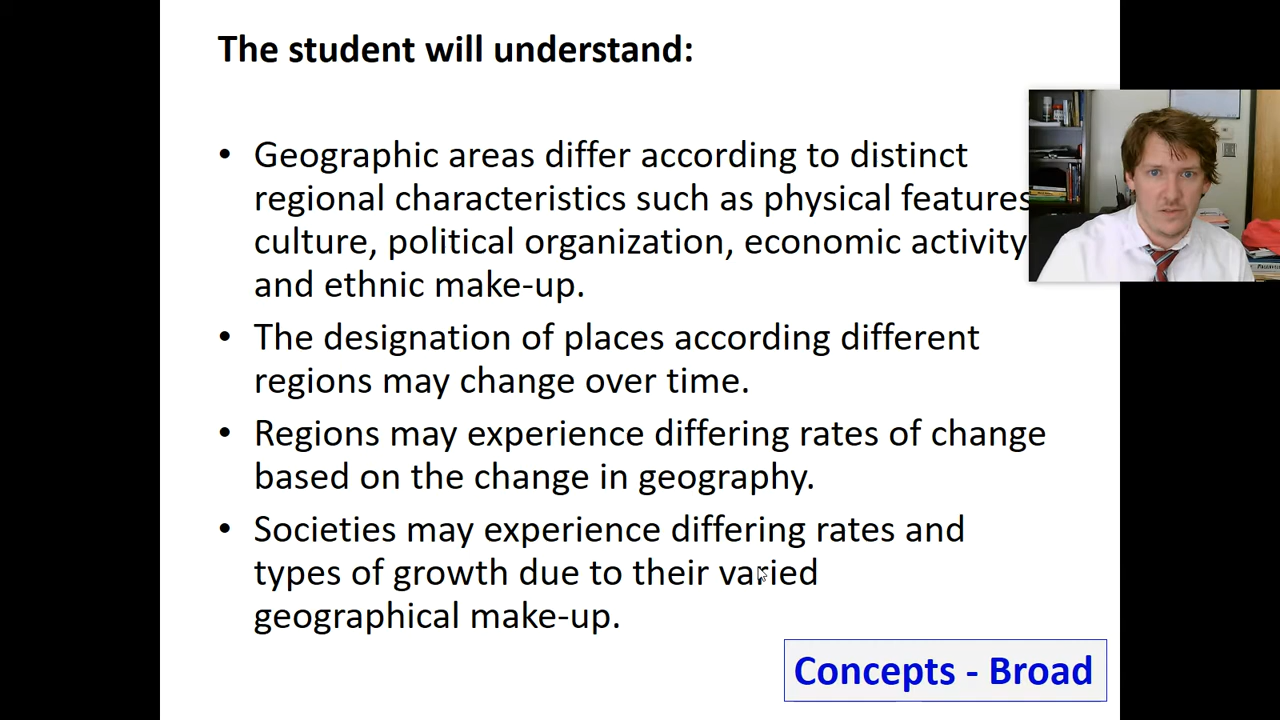 The student will understand:
• Geographic areas differ according to distinct
regional characteristics such as physical features
culture, political organization, economic activity
and ethnic make-up.
• The designation of places according different
regions may change over time.
• Regions may experience differing rates of change
based on the change in geography.
• Societies may experience differing rates and
types of growth due to their varied
geographical make-up.
Concepts - Broad